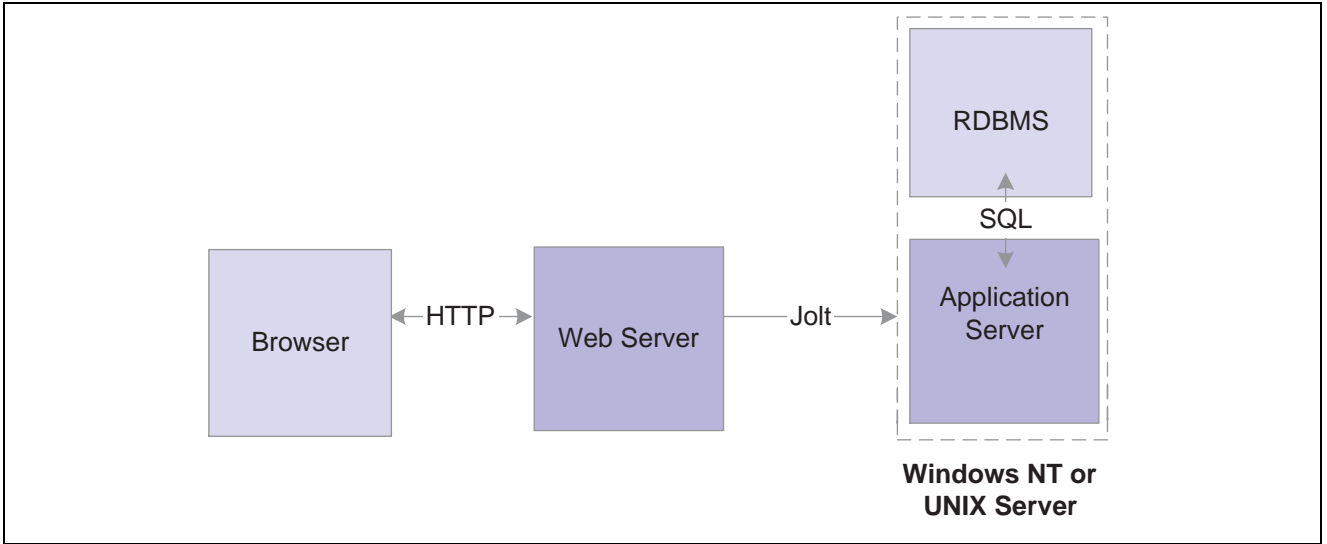 RDBMS
SQL
Browser
HTTP
Web Server
Jolt
Application
Server
Windows NT or
UNIX Server